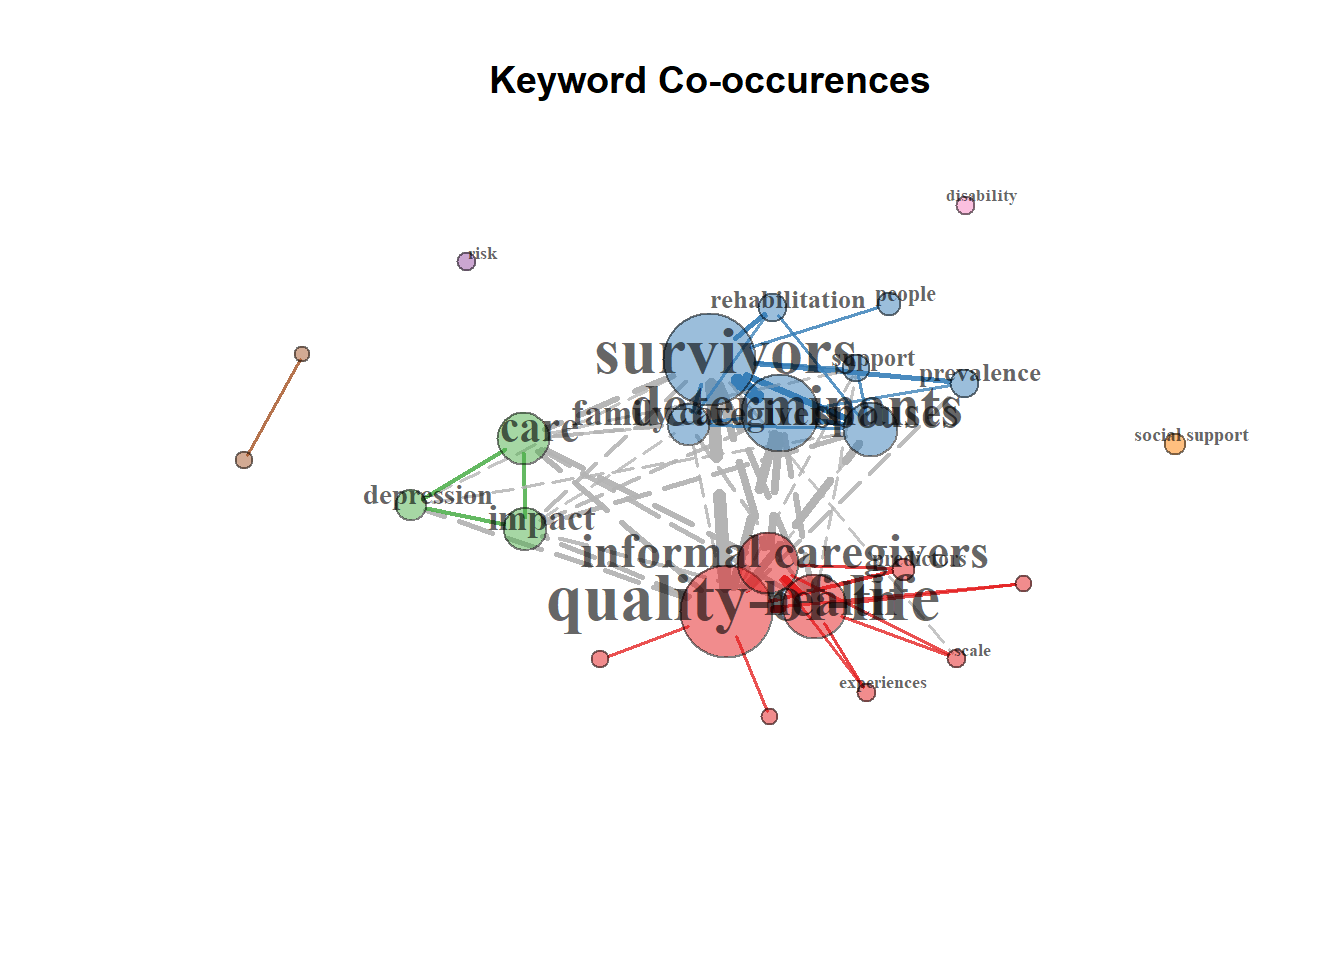 Keyword Co-occurences
disability
risk
rehabilitation
people
survivors
support
prevalence
determinants
family caregivers
spouses
care
social support
depression
impact
informal caregivers
predictors
quality-of-life
health
scale
experiences